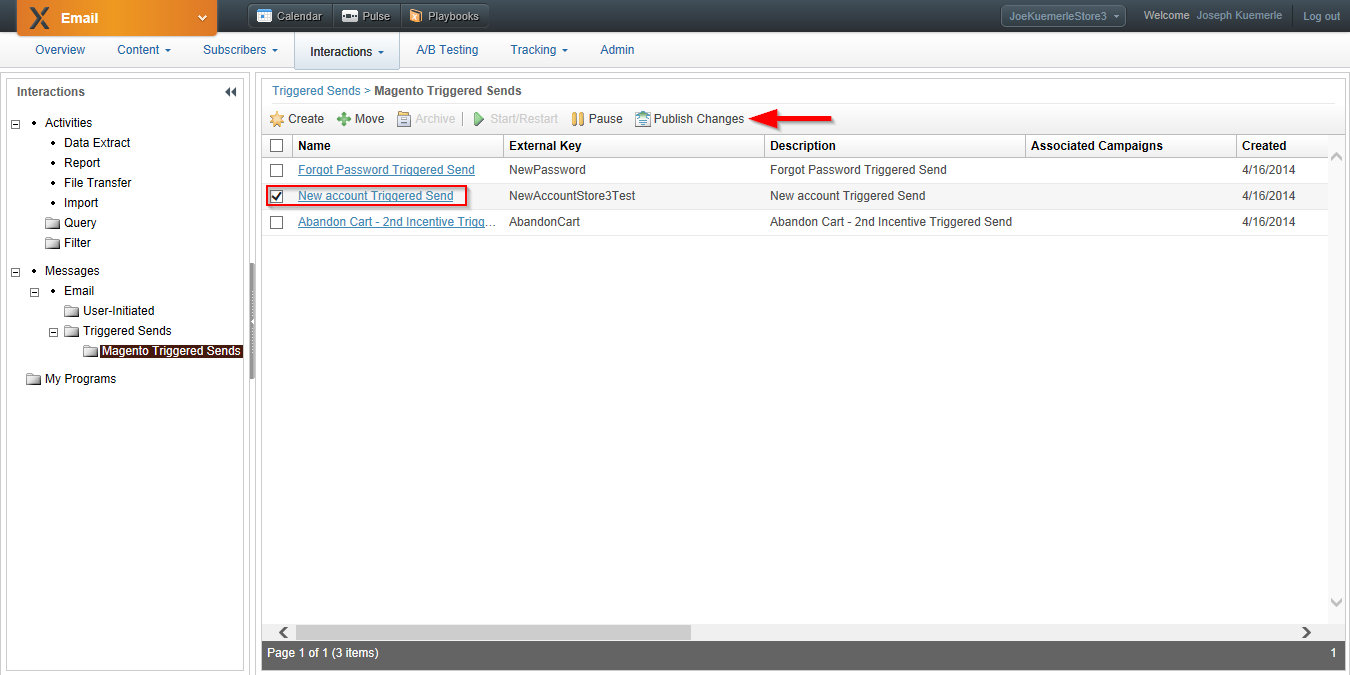 Email
Calendar Pulse Playbooks
JoeKuemerleStore3 Welcome Joseph Kuemerle Log out
Overview Content Subscribers Interactions A/B Testing Tracking Admin
Interactions
Activities
Data Extract
Report
File Transfer
Import
Query
Filter
Messages
Email
User-Initiated
Triggered Sends
Magento Triggered Sends
My Programs
Triggered Sends > Magento Triggered Sends
Create Move Archive Start/Restart Pause Publish Changes
Name External Key Description Associated Campaigns Created
Forgot Password Triggered Send NewPassword Forgot Password Triggered Send 4/16/2014
New account Triggered Send NewAccountStore3Test New account Triggered Send 4/16/2014
Abandon Cart - 2nd Incentive Trigg... AbandonCart Abandon Cart - 2nd Incentive Triggered Send 4/16/2014
Page 1 of 1 (3 items) 1